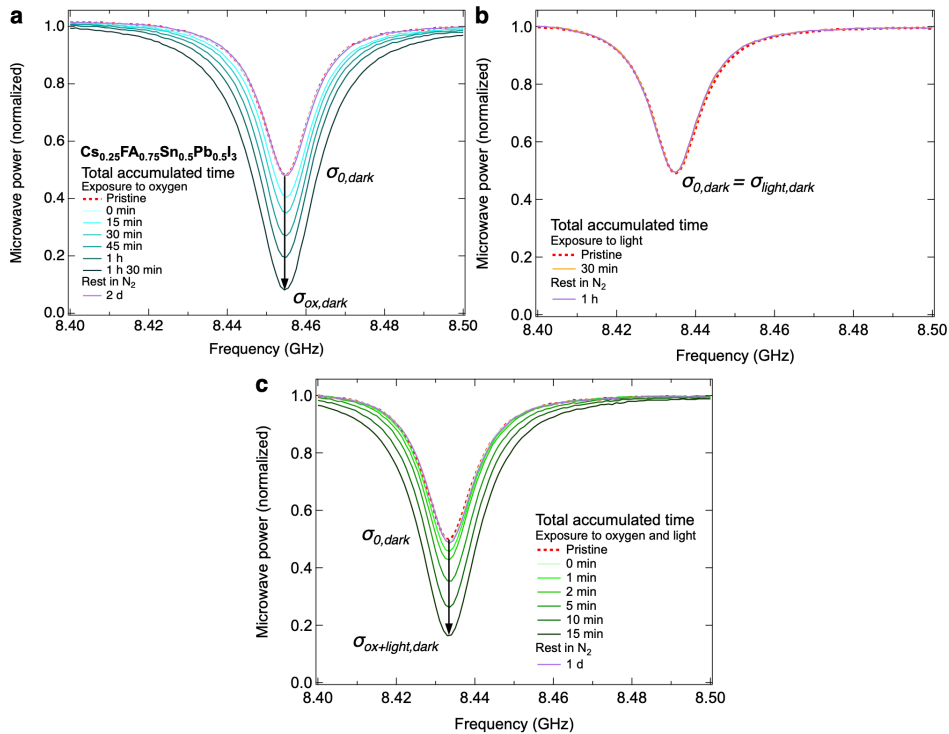 a
Microwave power (normalized)
1.0
0.8
0.6
0.4
0.2
0.0
Cs0.25FA0.75Sn0.5Pb0.5I3
Total accumulated time
Exposure to oxygen
Pristine
0 min
15 min
30 min
45 min
1 h
1 h 30 min
Rest in N2
2 d
σ0,dark
σox,dark
8.40 8.42 8.44 8.46 8.48 8.50
Frequency (GHz)
b
Microwave power (normalized)
1.0
0.8
0.6
0.4
0.2
0.0
σ0,dark = σlight,dark
Total accumulated time
Exposure to light
Pristine
30 min
Rest in N2
1 h
8.40 8.42 8.44 8.46 8.48 8.50
Frequency (GHz)
c
Microwave power (normalized)
1.0
0.8
0.6
0.4
0.2
0.0
σ0,dark
σox+light,dark
Total accumulated time
Exposure to oxygen and light
Pristine
0 min
1 min
2 min
5 min
10 min
15 min
Rest in N2
1 d
8.40 8.42 8.44 8.46 8.48 8.50
Frequency (GHz)